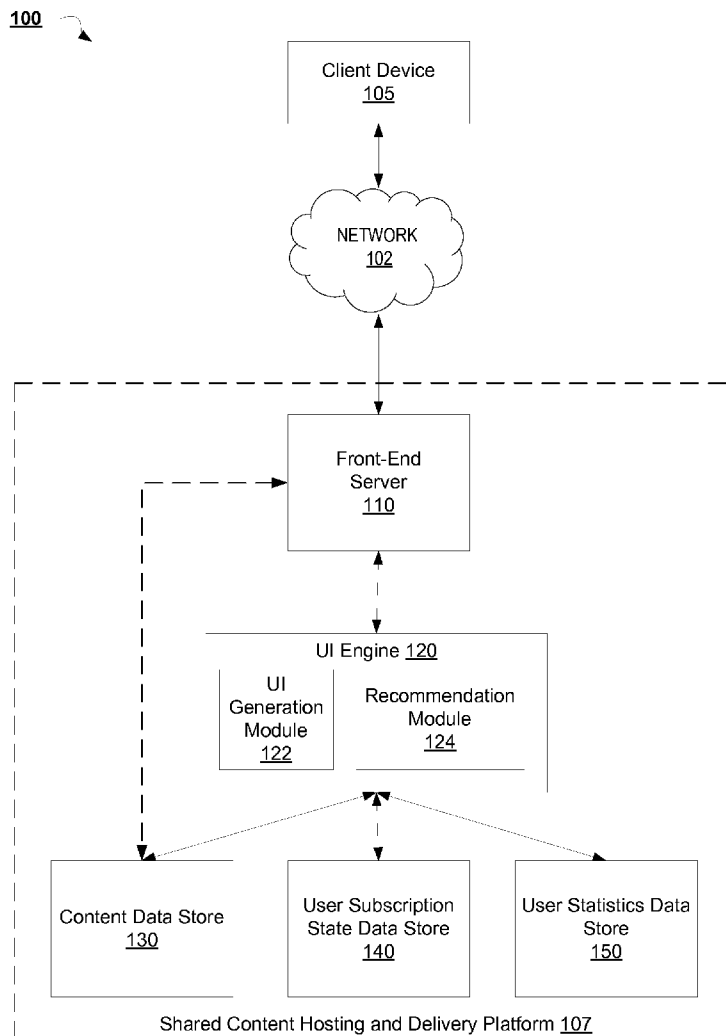 100
Client Device
105
NETWORK
102
Front-End
Server
110
UI Engine 120
UI
Generation
Module
122
Recommendation
Module
124
Content Data Store
130
User Subscription
State Data Store
140
User Statistics Data
Store
150
Shared Content Hosting and Delivery Platform 107